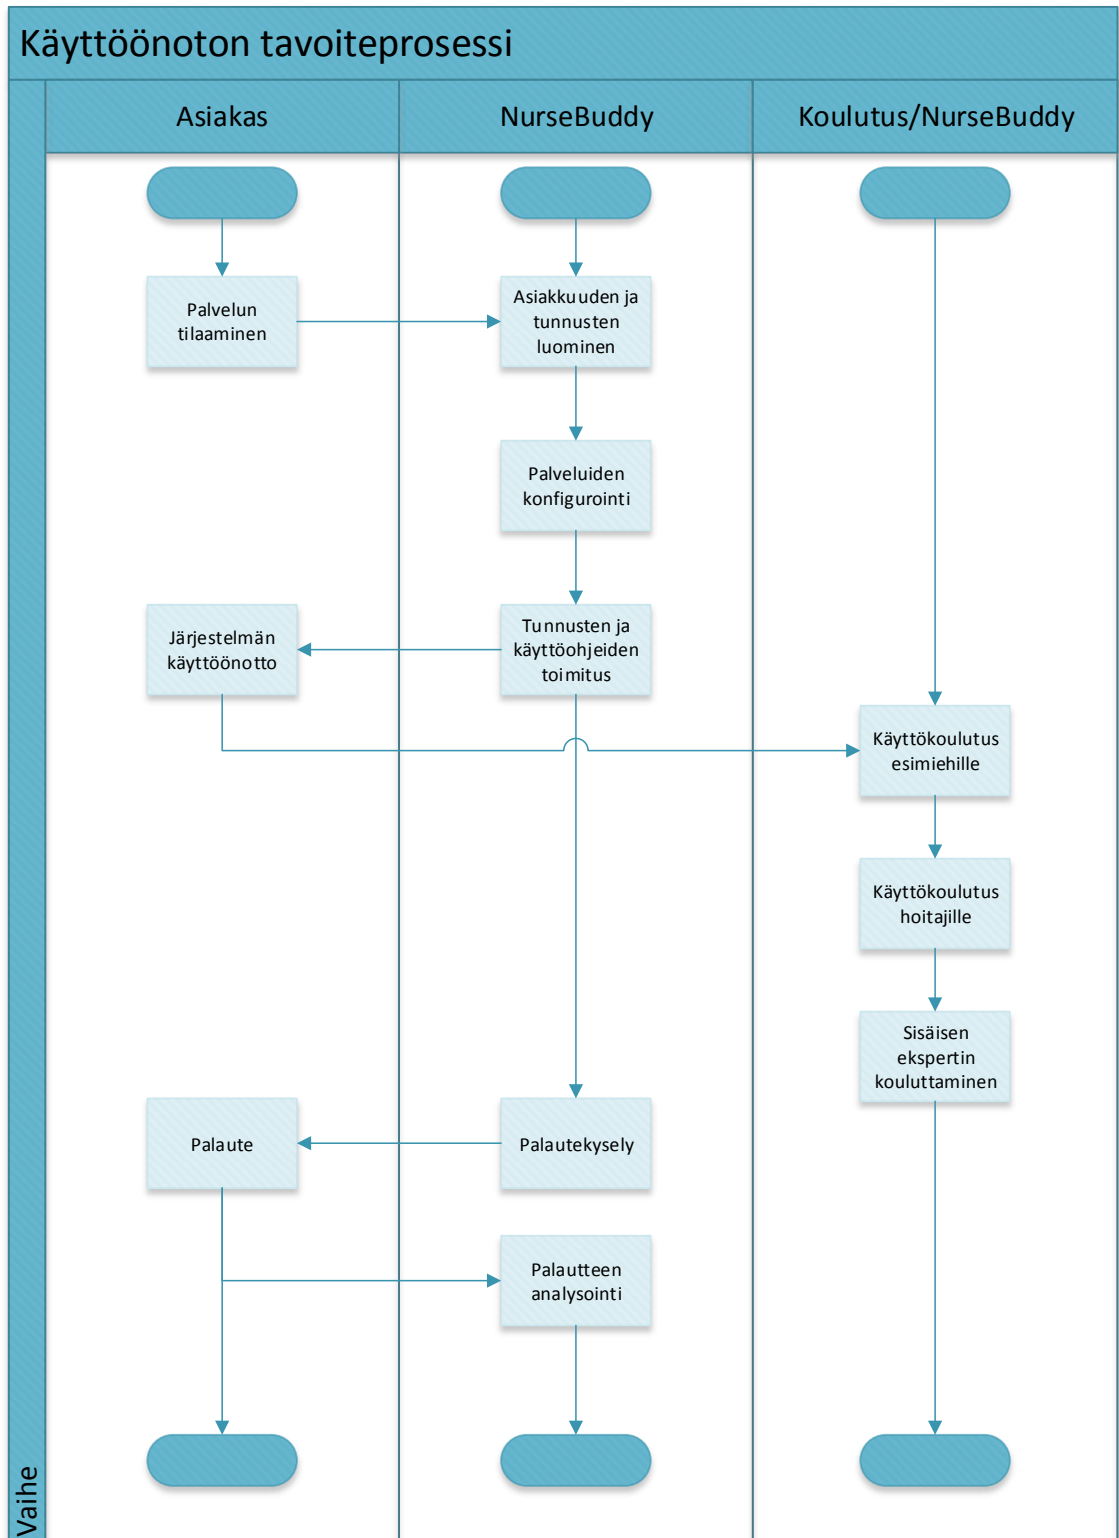 Käyttöönoton tavoiteprosessi
Asiakas
NurseBuddy
Koulutus/NurseBuddy
Palvelun
tilaaminen
Asiakkuuden ja
tunnusten
luominen
Palveluiden
konfigurointi
Järjestelmän
käyttöönotto
Tunnusten ja
käyttöohjeiden
toimitus
Käyttökoulutus
esimiehille
Käyttökoulutus
hoitajille
Sisäisen
ekspertin
kouluttaminen
Palaute
Palautekysely
Palautteen
analysointi
Vaihe